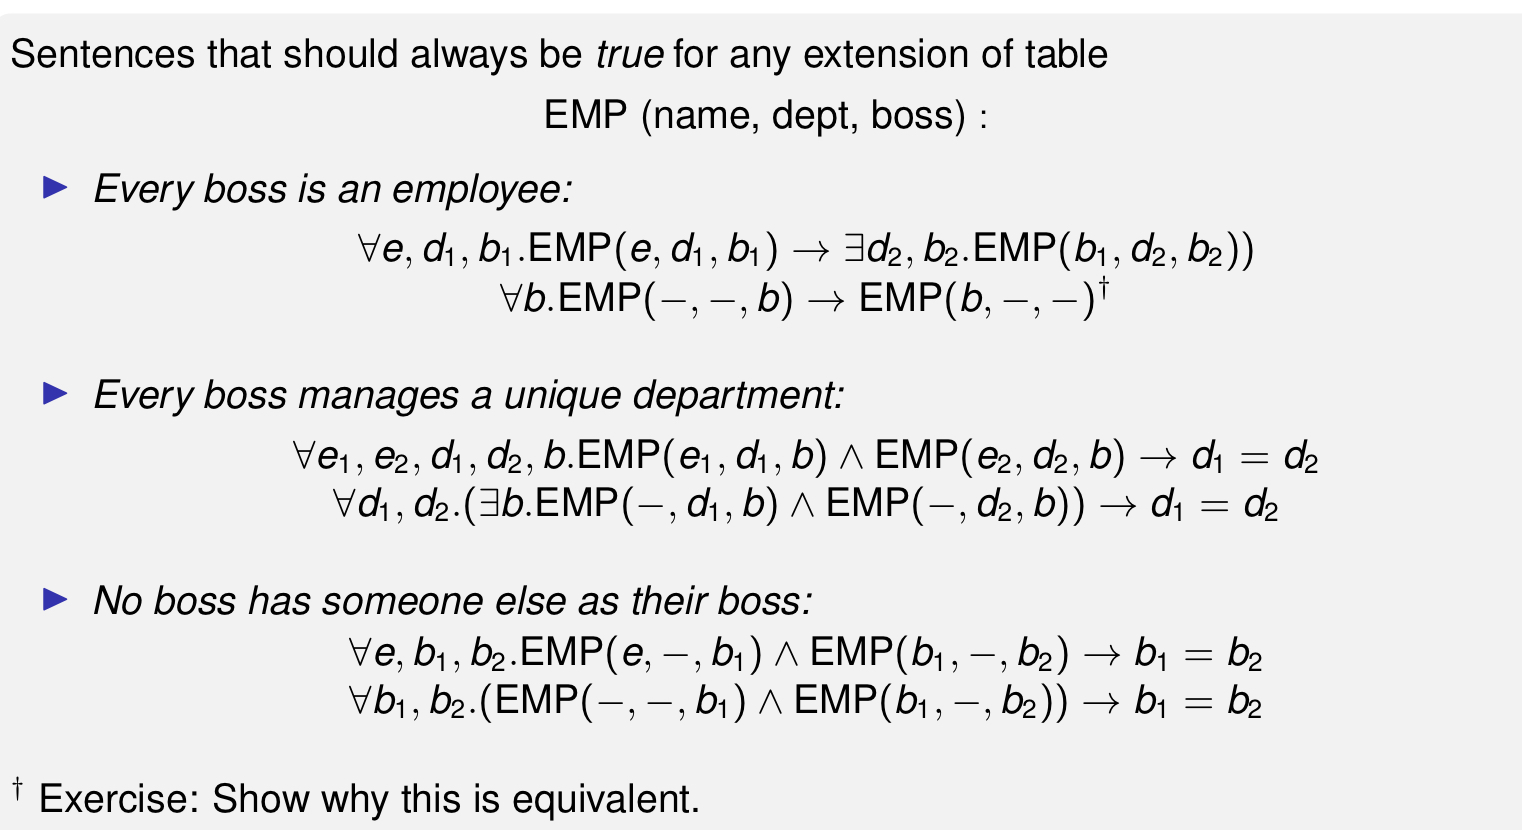 Sentences that should always be true for any extension of table
EMP (name, dept, boss) :
▶ Every boss is an employee:
∀e, d₁, b₁.EMP(e, d₁, b₁) → ∃d₂, b₂.EMP(b₁, d₂, b₂))
∀b.EMP(−, −, b) → EMP(b, −, −)†
▶ Every boss manages a unique department:
∀e₁, e₂, d₁, d₂, b.EMP(e₁, d₁, b) ∧ EMP(e₂, d₂, b) → d₁ = d₂
∀d₁, d₂.(∃b.EMP(−, d₁, b) ∧ EMP(−, d₂, b)) → d₁ = d₂
▶ No boss has someone else as their boss:
∀e, b₁, b₂.EMP(e, −, b₁) ∧ EMP(b₁, −, b₂) → b₁ = b₂
∀b₁, b₂.(EMP(−, −, b₁) ∧ EMP(b₁, −, b₂)) → b₁ = b₂
† Exercise: Show why this is equivalent.